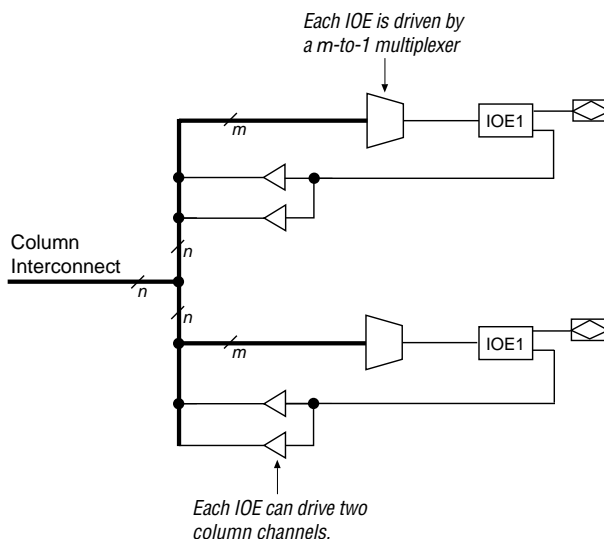 Each IOE is driven by
a m-to-1 multiplexer
m
IOE1
n
Column
Interconnect
n
n
m
IOE1
Each IOE can drive two
column channels.